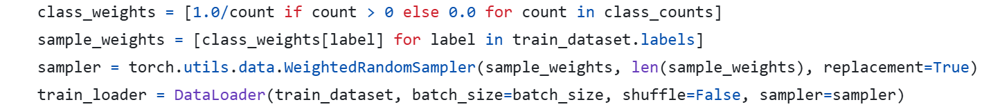 class_weights = [1.0/count if count > 0 else 0.0 for count in class_counts]
sample_weights = [class_weights[label] for label in train_dataset.labels]
sampler = torch.utils.data.WeightedRandomSampler(sample_weights, len(sample_weights), replacement=True)
train_loader = DataLoader(train_dataset, batch_size=batch_size, shuffle=False, sampler=sampler)